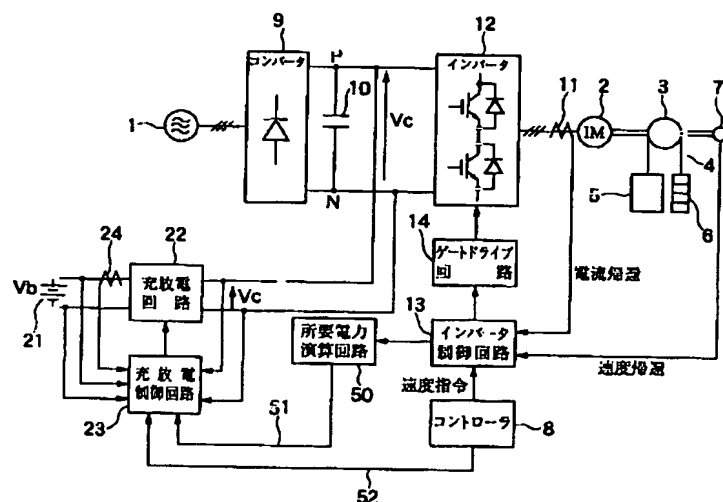 9
コンバータ
P
10
Vc
N
12
インバータ
11
2
IM
3
7
1
4
5
6
14
ゲートドライブ
回路
電流帰還
24
22
充放電
回路
Vb
21
Vc
13
インバータ
制御回路
所要電力
演算回路
50
速度帰還
速度指令
充放電
制御回路
23
51
コントローラ
8
52